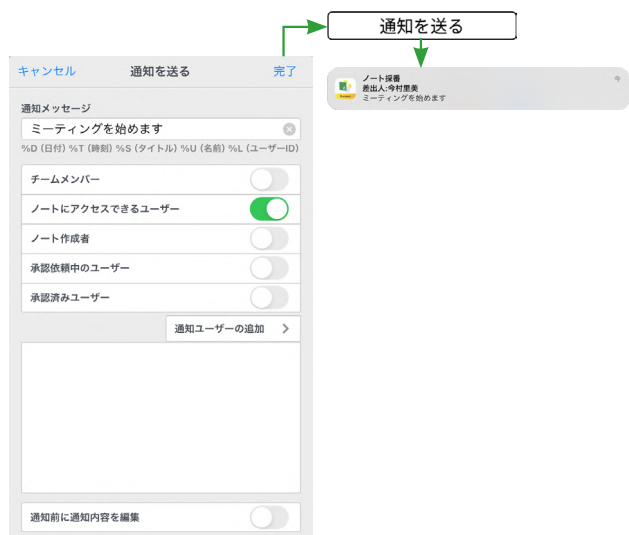 通知を送る
キャンセル 通知を送る 完了
ノート採番
今
差出人:今村里美
ミーティングを始めます
通知メッセージ
ミーティングを始めます
%D (日付) %T (時刻) %S (タイトル) %U (名前) %L (ユーザーID)
チームメンバー
ノートにアクセスできるユーザー
ノート作成者
承認依頼中のユーザー
承認済みユーザー
通知ユーザーの追加
通知前に通知内容を編集